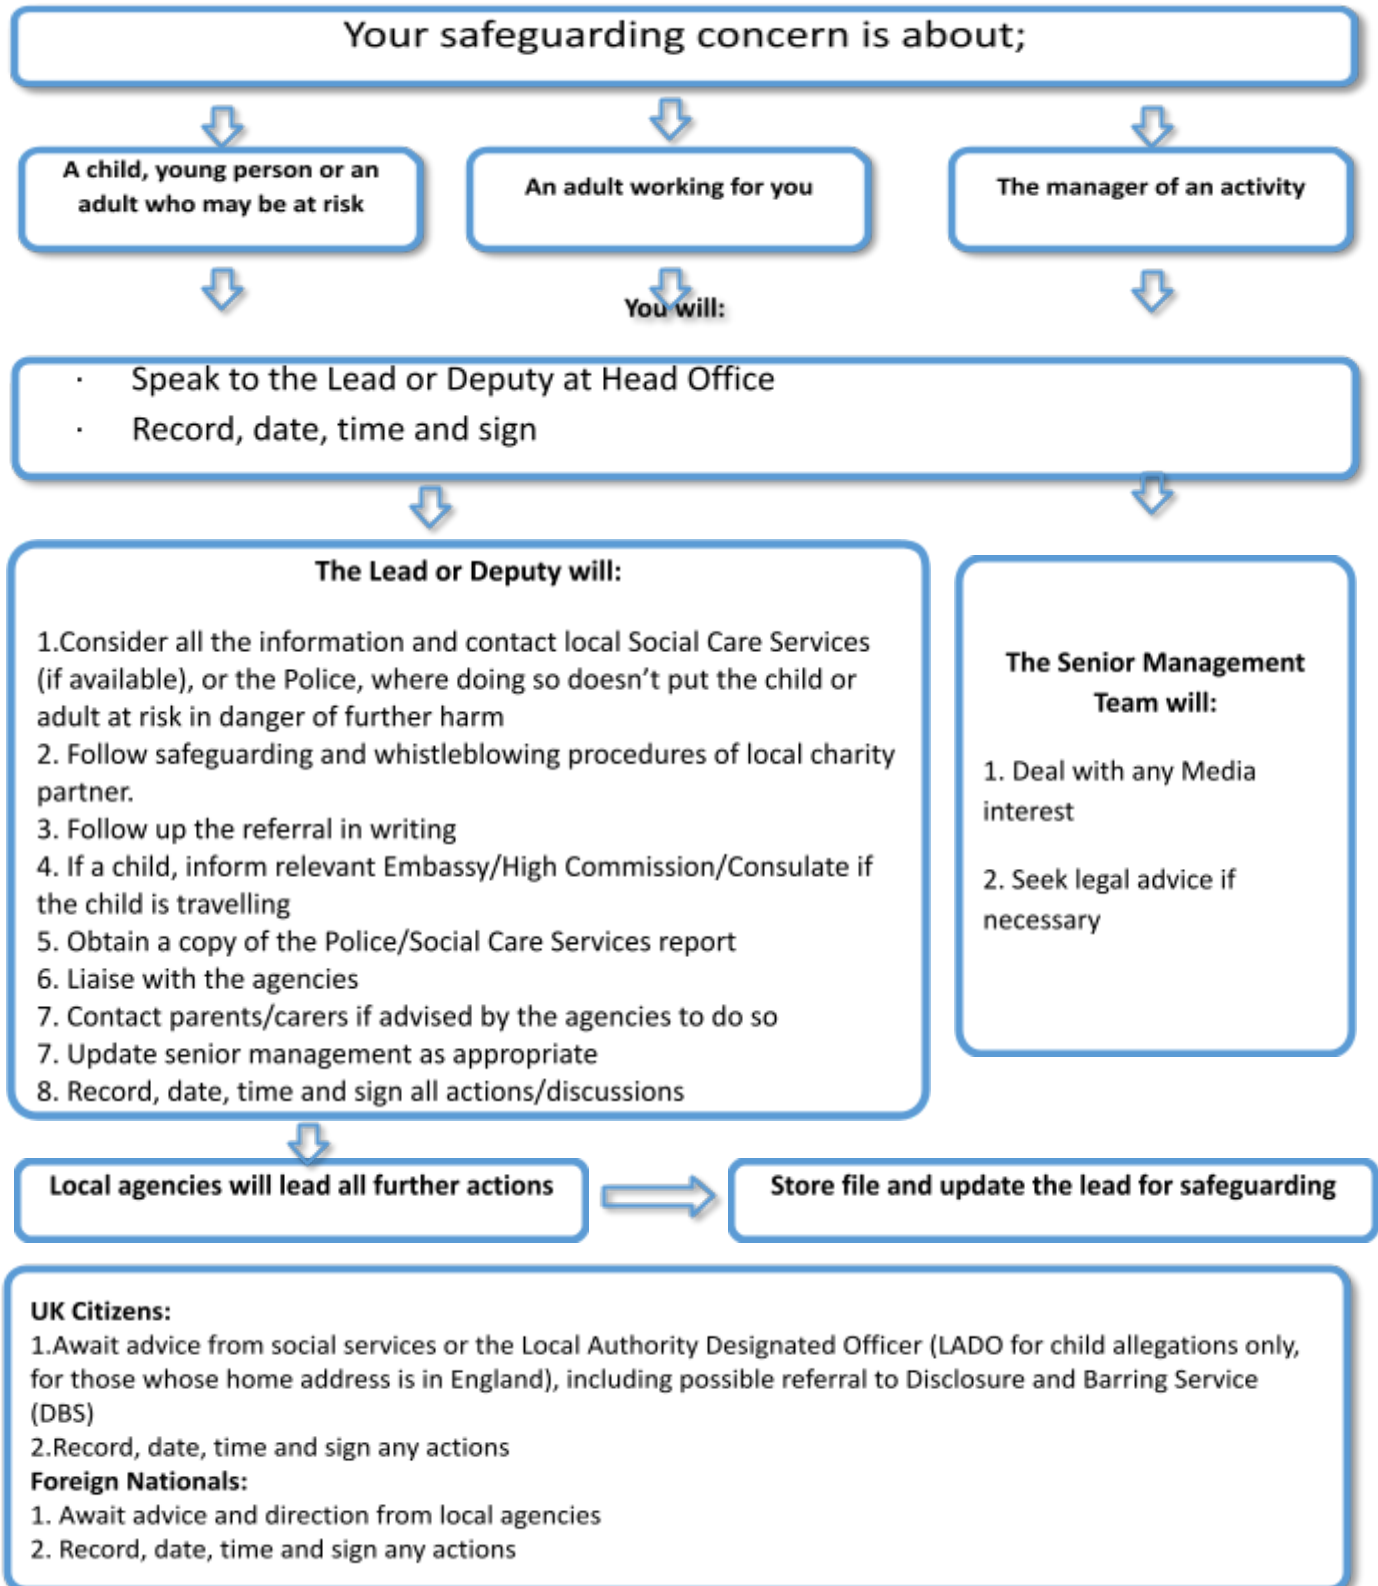 Your safeguarding concern is about;
A child, young person or an
adult who may be at risk
An adult working for you
The manager of an activity
You will:
· Speak to the Lead or Deputy at Head Office
· Record, date, time and sign
The Lead or Deputy will:
1.Consider all the information and contact local Social Care Services
(if available), or the Police, where doing so doesn’t put the child or
adult at risk in danger of further harm
2. Follow safeguarding and whistleblowing procedures of local charity
partner.
3. Follow up the referral in writing
4. If a child, inform relevant Embassy/High Commission/Consulate if
the child is travelling
5. Obtain a copy of the Police/Social Care Services report
6. Liaise with the agencies
7. Contact parents/carers if advised by the agencies to do so
7. Update senior management as appropriate
8. Record, date, time and sign all actions/discussions
The Senior Management
Team will:
1. Deal with any Media
interest
2. Seek legal advice if
necessary
Local agencies will lead all further actions
Store file and update the lead for safeguarding
UK Citizens:
1.Await advice from social services or the Local Authority Designated Officer (LADO for child allegations only,
for those whose home address is in England), including possible referral to Disclosure and Barring Service
(DBS)
2.Record, date, time and sign any actions
Foreign Nationals:
1. Await advice and direction from local agencies
2. Record, date, time and sign any actions